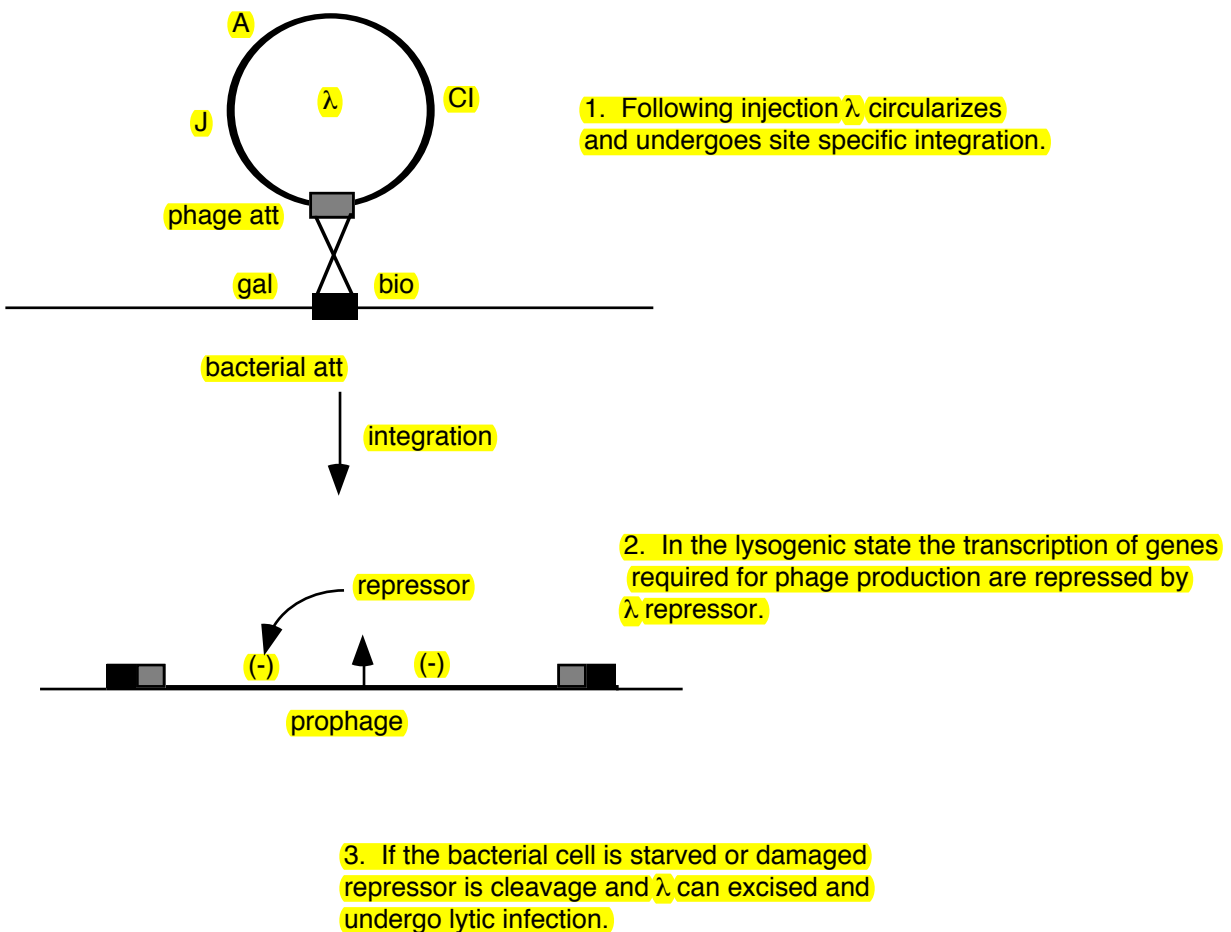 A
λ
CI
J
1. Following injection λ circularizes
and undergoes site specific integration.
phage att
gal
bio
bacterial att
integration
2. In the lysogenic state the transcription of genes
required for phage production are repressed by
λ repressor.
repressor
(-)
(-)
prophage
3. If the bacterial cell is starved or damaged
repressor is cleavage and λ can excised and
undergo lytic infection.